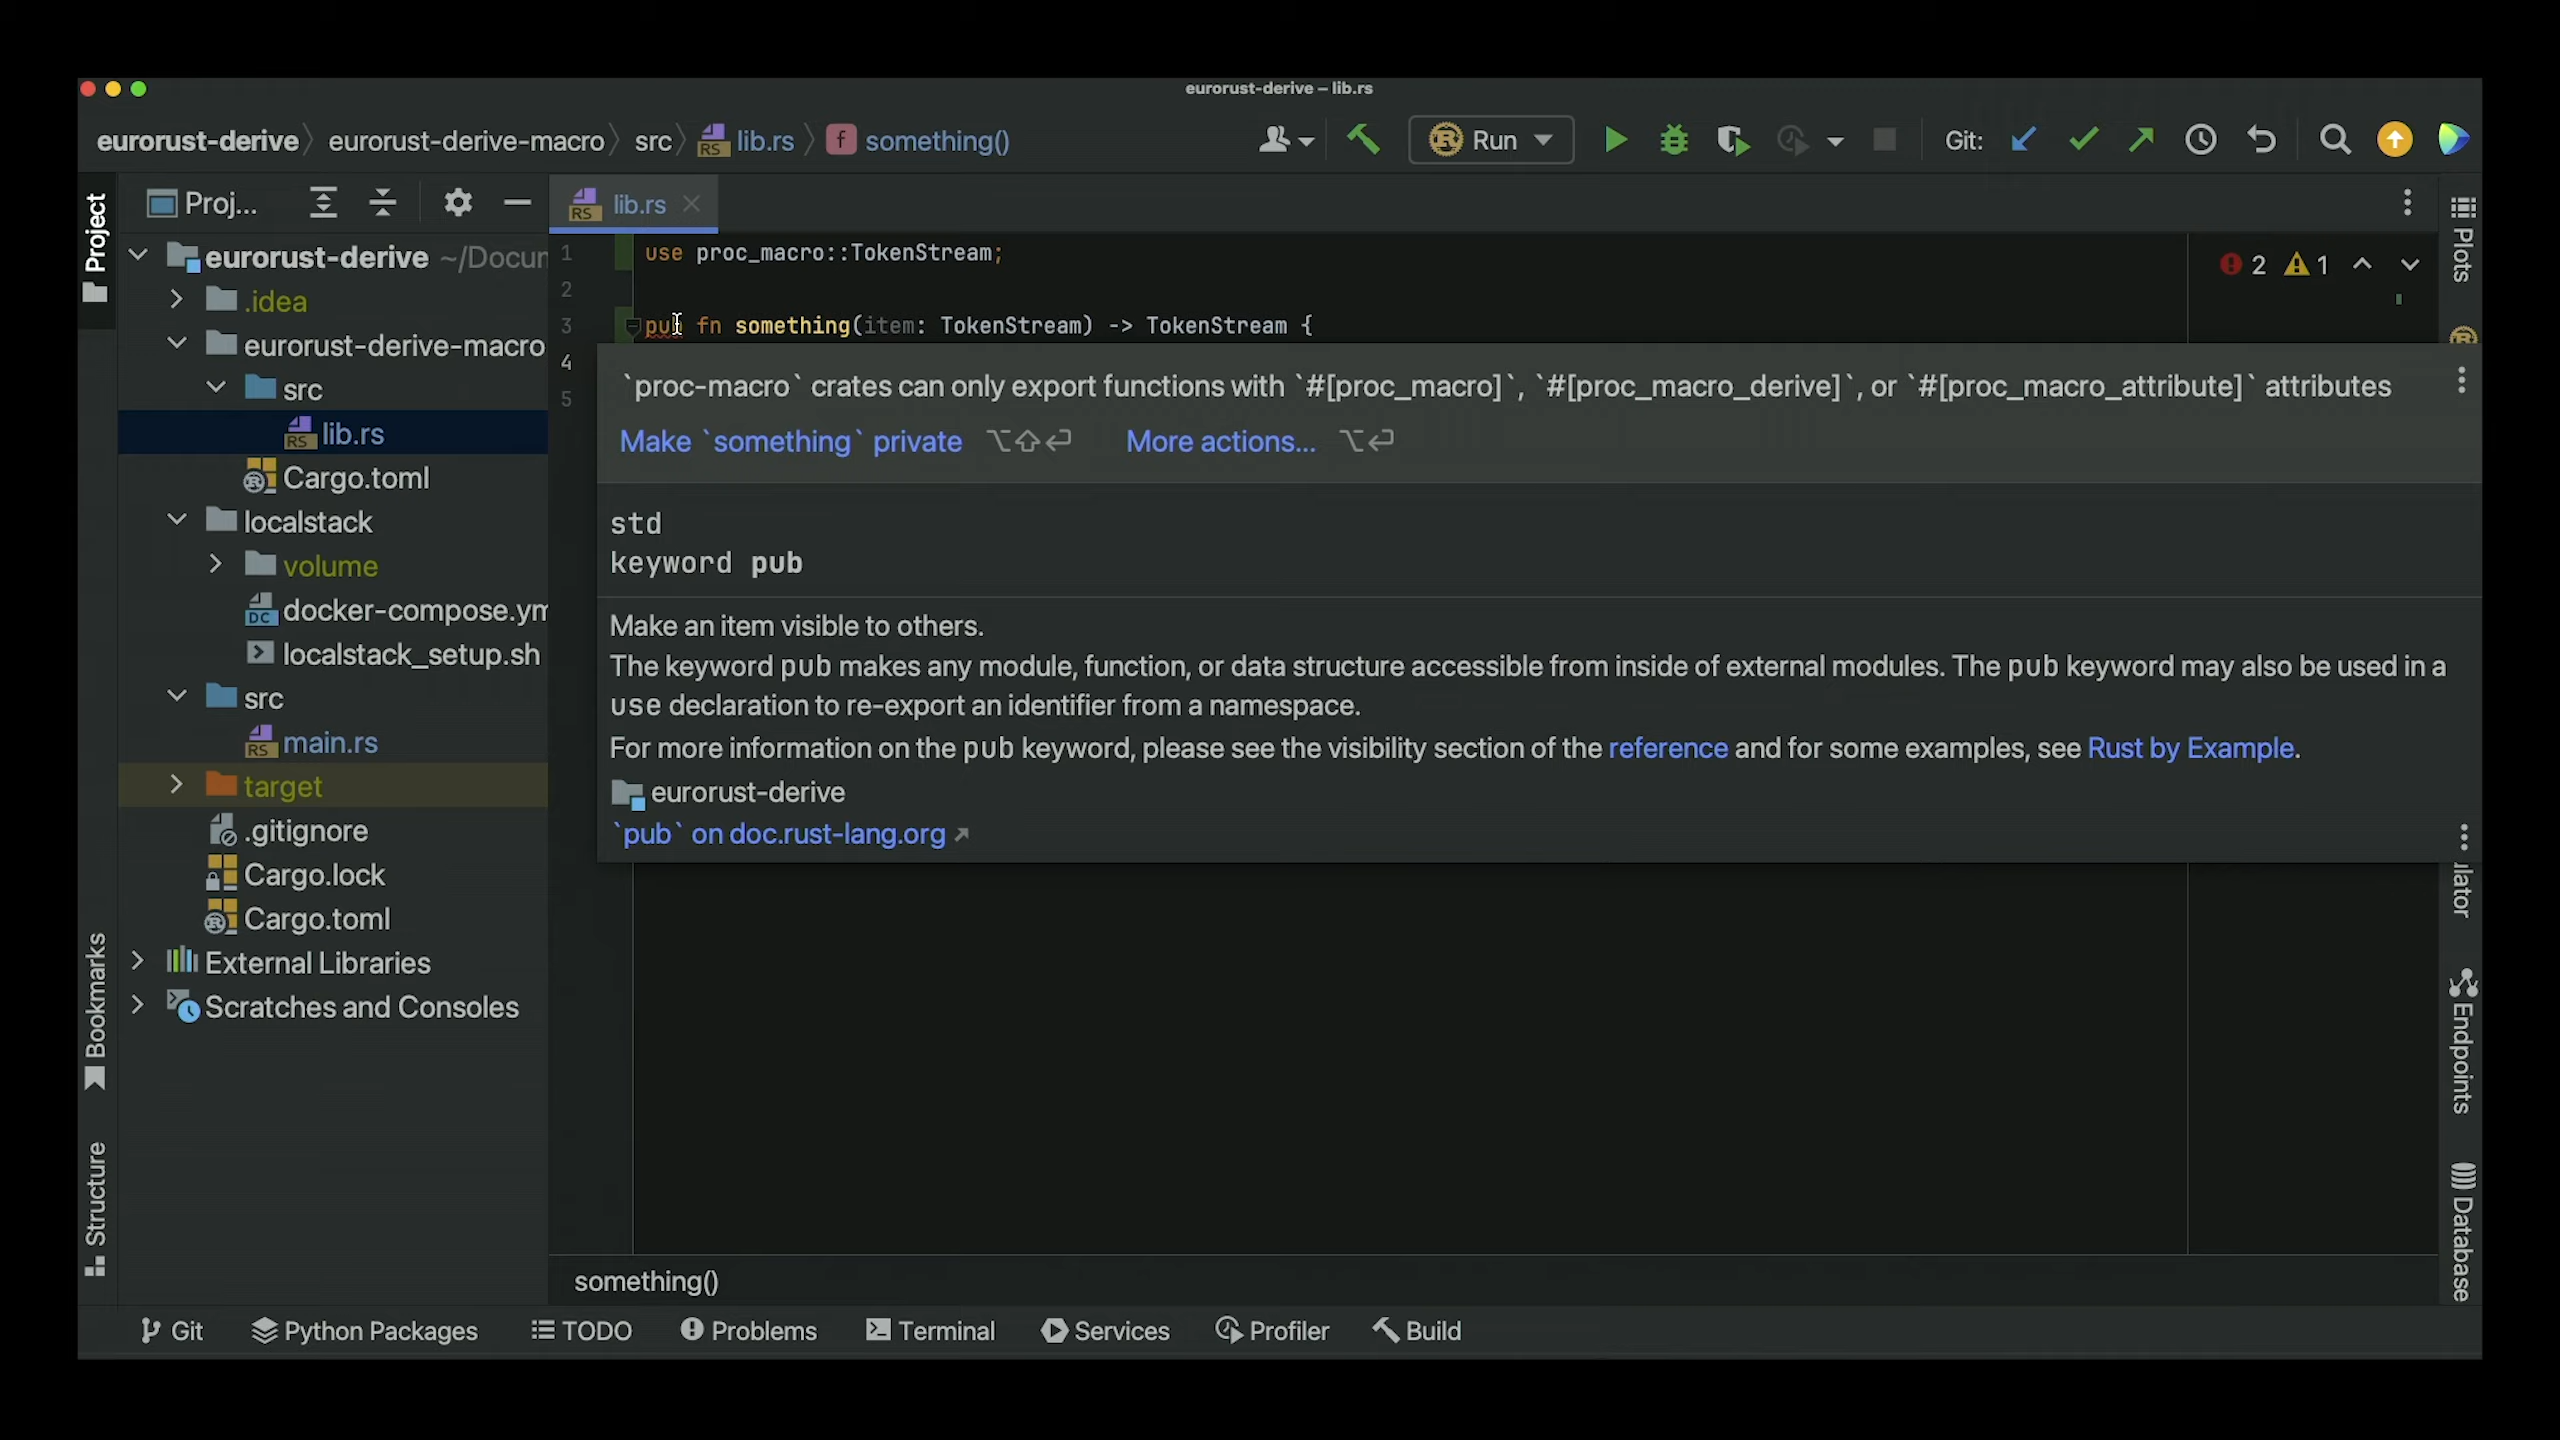 eurorust-derive – lib.rs
eurorust-derive eurorust-derive-macro src lib.rs f something()
Run
Git:
Project
Proj...
lib.rs
eurorust-derive ~/Docum
.idea
eurorust-derive-macro
src
lib.rs
Cargo.toml
localstack
volume
docker-compose.ym
localstack_setup.sh
src
main.rs
target
.gitignore
Cargo.lock
Cargo.toml
External Libraries
Scratches and Consoles
Bookmarks
Structure
1 use proc_macro::TokenStream;
2
3 pub fn something(item: TokenStream) -> TokenStream {
4
5
2 1
`proc-macro` crates can only export functions with `#[proc_macro]`, `#[proc_macro_derive]`, or `#[proc_macro_attribute]` attributes
Make `something` private ⌥⇧⏎ More actions... ⌥⏎
std
keyword pub
Make an item visible to others.
The keyword pub makes any module, function, or data structure accessible from inside of external modules. The pub keyword may also be used in a
use declaration to re-export an identifier from a namespace.
For more information on the pub keyword, please see the visibility section of the reference and for some examples, see Rust by Example.
eurorust-derive
`pub` on doc.rust-lang.org
Plots
ulator
Endpoints
Database
something()
Git Python Packages TODO Problems Terminal Services Profiler Build